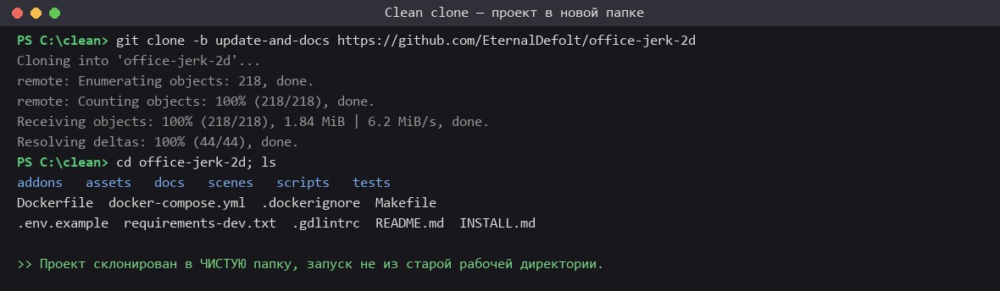 Clean clone — проект в новой папке
PS C:\clean> git clone -b update-and-docs https://github.com/EternalDefolt/office-jerk-2d
Cloning into 'office-jerk-2d'...
remote: Enumerating objects: 218, done.
remote: Counting objects: 100% (218/218), done.
Receiving objects: 100% (218/218), 1.84 MiB | 6.2 MiB/s, done.
Resolving deltas: 100% (44/44), done.
PS C:\clean> cd office-jerk-2d; ls
addons assets docs scenes scripts tests
Dockerfile docker-compose.yml .dockerignore Makefile
.env.example requirements-dev.txt .gdlintrc README.md INSTALL.md
>> Проект склонирован в ЧИСТУЮ папку, запуск не из старой рабочей директории.